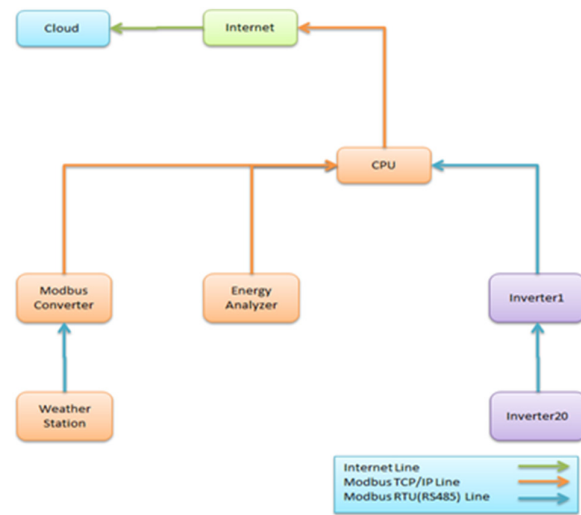 Cloud
Internet
CPU
Modbus
Converter
Energy
Analyzer
Inverter1
Weather
Station
Inverter20
Internet Line
Modbus TCP/IP Line
Modbus RTU(RS485) Line